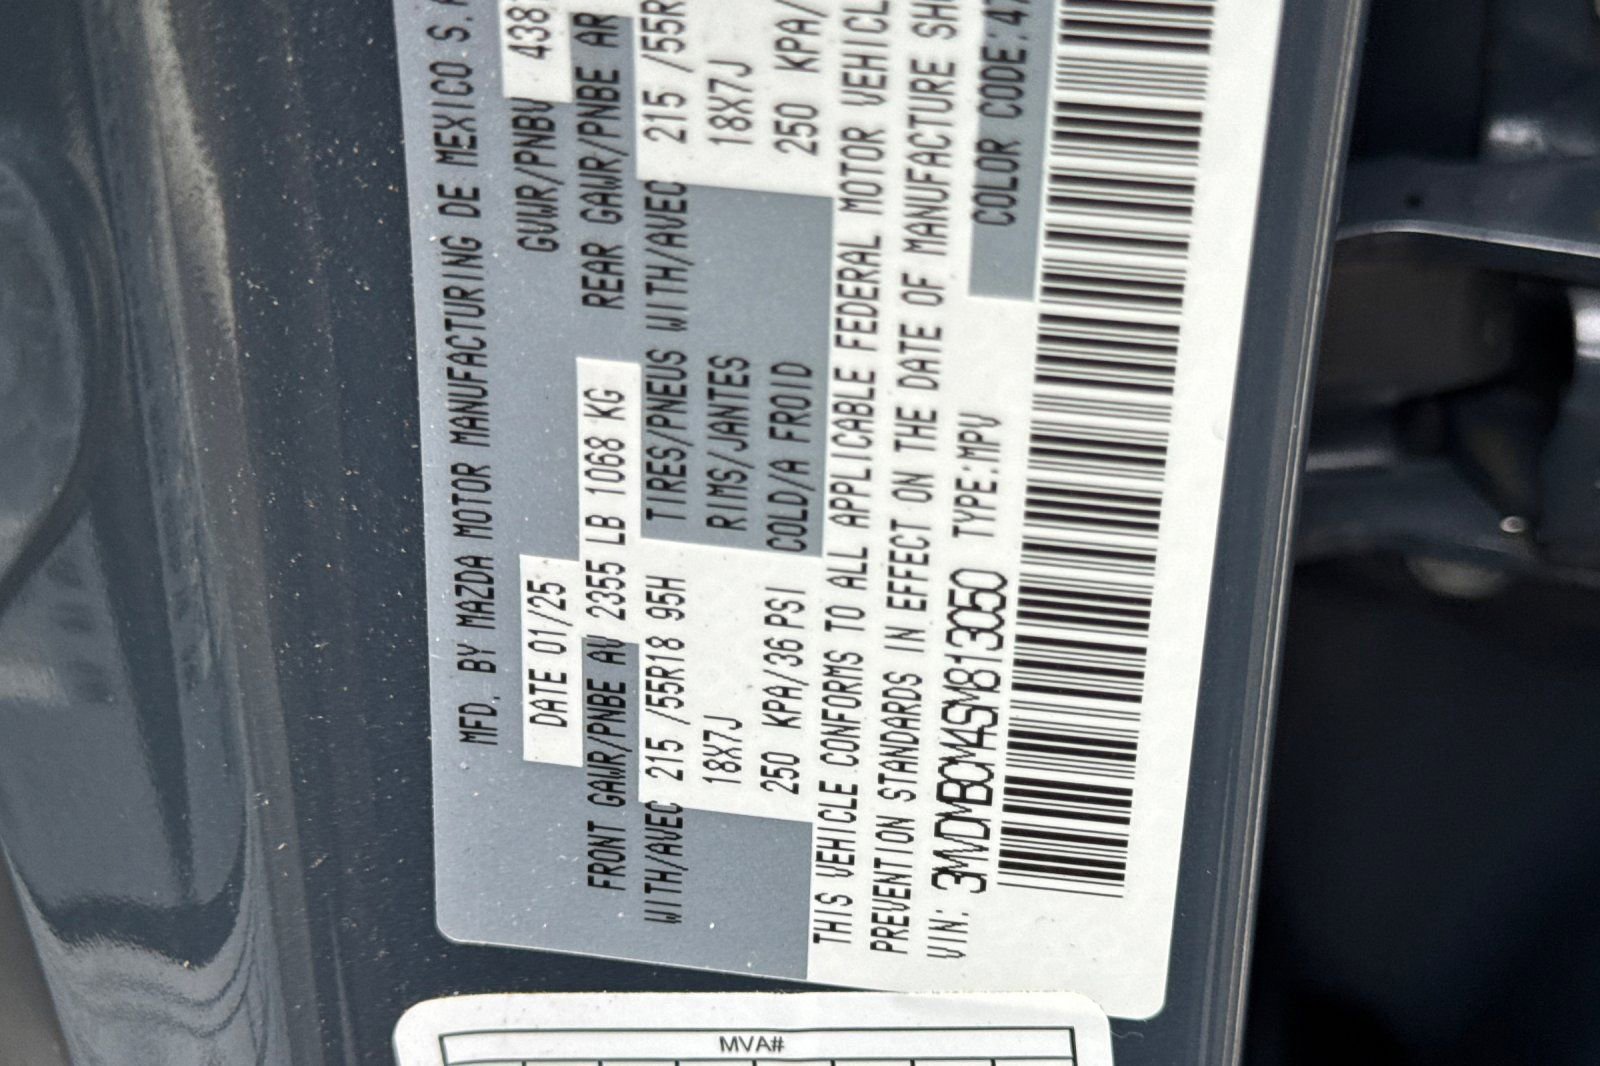 MFD. BY MAZDA MOTOR MANUFACTURING DE MEXICO S.
DATE 01/25 GVWR/PNBV 438
FRONT GAWR/PNBE AV 2355 LB 1068 KG REAR GAWR/PNBE AR
WITH/AVEC 215 /55R18 95H TIRES/PNEUS WITH/AVEC 215 /55R
18X7J RIMS/JANTES 18X7J
250 KPA/36 PSI COLD/A FROID 250 KPA/
THIS VEHICLE CONFORMS TO ALL APPLICABLE FEDERAL MOTOR VEHICL
PREVENTION STANDARDS IN EFFECT ON THE DATE OF MANUFACTURE SH
VIN: 3MVDMBCM4SM813050 TYPE:MPV COLOR CODE:47
MVA#